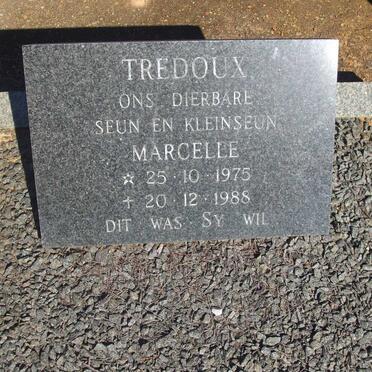 TREDOUX
ONS DIERBARE
SEUN EN KLEINSEUN
MARCELLE
☆ 25·10·1975
† 20·12·1988
DIT WAS SY WIL